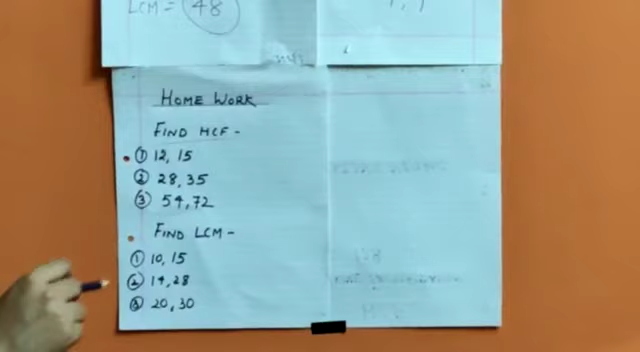 LCM = 48
HOME WORK
FIND HCF -
① 12, 15
② 28, 35
③ 54, 72
FIND LCM -
① 10, 15
② 14, 28
③ 20, 30